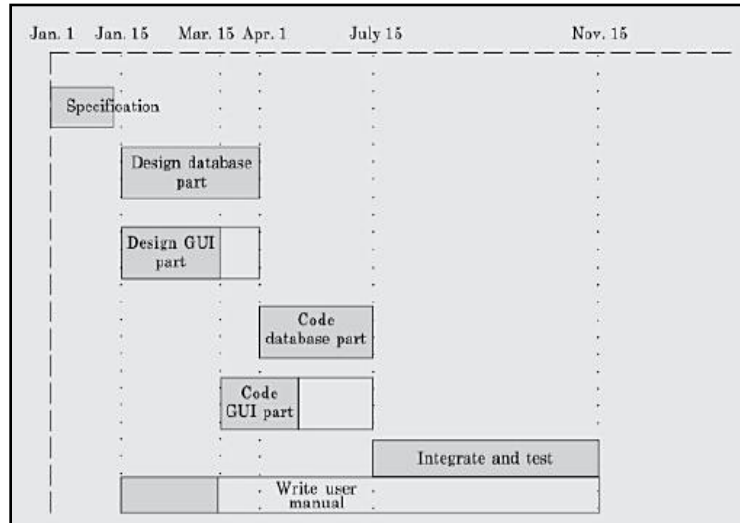 Jan. 1 Jan. 15 Mar. 15 Apr. 1 July 15 Nov. 15
Specification
Design database
part
Design GUI
part
Code
database part
Code
GUI part
Integrate and test
Write user
manual